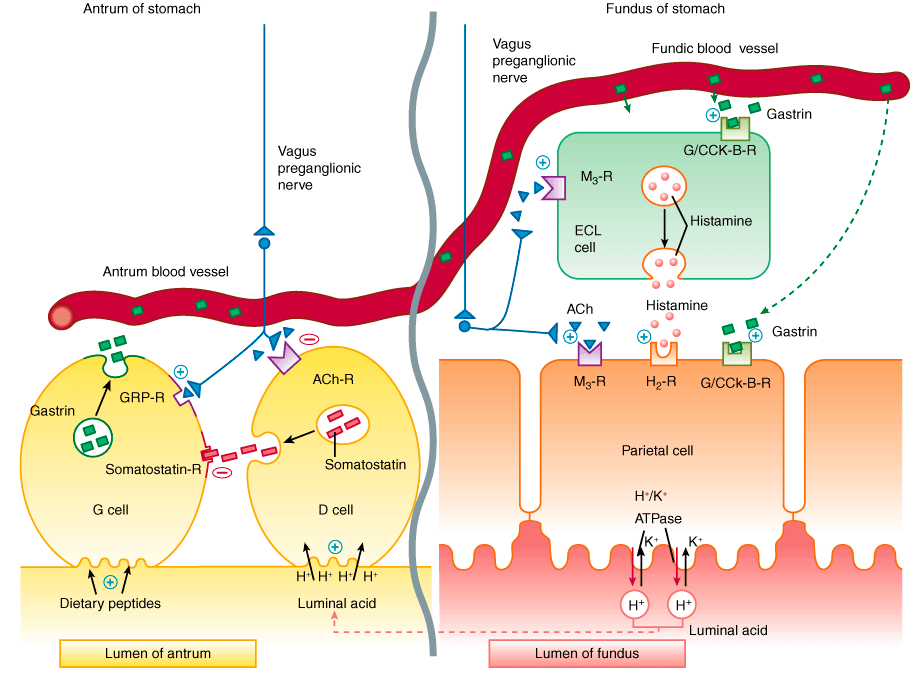 Antrum of stomach
Fundus of stomach
Vagus
preganglionic
nerve
Fundic blood vessel
Gastrin
+
G/CCK-B-R
+
M₃-R
Histamine
ECL
cell
Vagus
preganglionic
nerve
Antrum blood vessel
Histamine
ACh
Gastrin
+
+
+
M₃-R
H₂-R
G/CCk-B-R
−
+
ACh-R
GRP-R
Gastrin
Somatostatin-R
−
Somatostatin
Parietal cell
G cell
D cell
H⁺/K⁺
ATPase
K⁺
K⁺
+
+
H⁺
H⁺
H⁺
H⁺
Dietary peptides
Luminal acid
H⁺
H⁺
Luminal acid
Lumen of antrum
Lumen of fundus